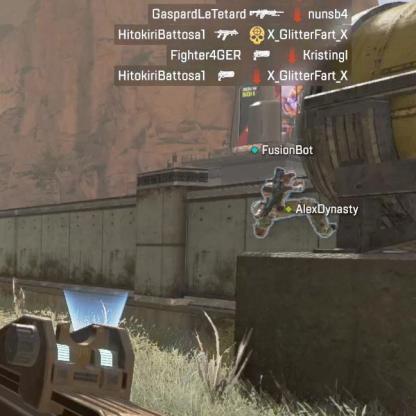 GaspardLeTetard nunsb4
HitokiriBattosa1 X_GlitterFart_X
Fighter4GER Kristingl
HitokiriBattosa1 X_GlitterFart_X
FusionBot
AlexDynasty